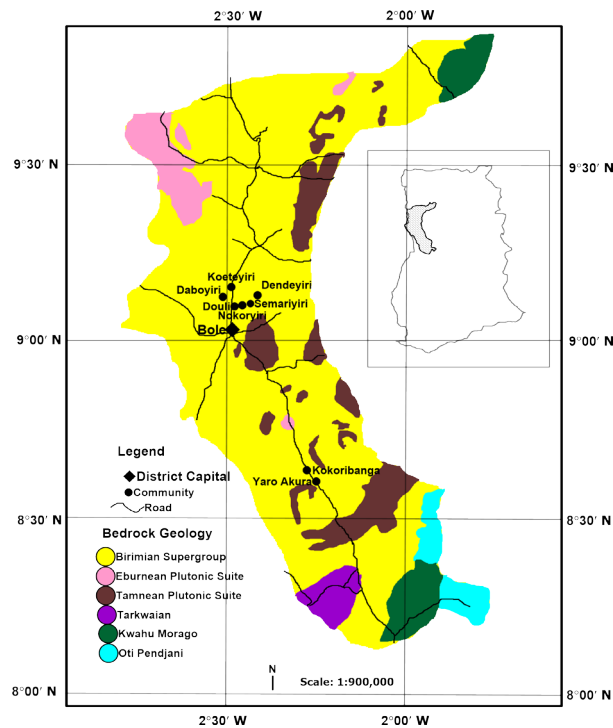 2°30' W
2°00' W
9°30' N
9°30' N
Koeteyiri
Daboyiri
Dendeyiri
Douli
Semariyiri
Nokoryiri
Bole
9°00' N
9°00' N
Legend
District Capital
Community
Road
Kokoribanga
Yaro Akura
8°30' N
8°30' N
Bedrock Geology
Birimian Supergroup
Eburnean Plutonic Suite
Tamnean Plutonic Suite
Tarkwaian
Kwahu Morago
Oti Pendjani
N
Scale: 1:900,000
8°00' N
8°00' N
2°30' W
2°00' W